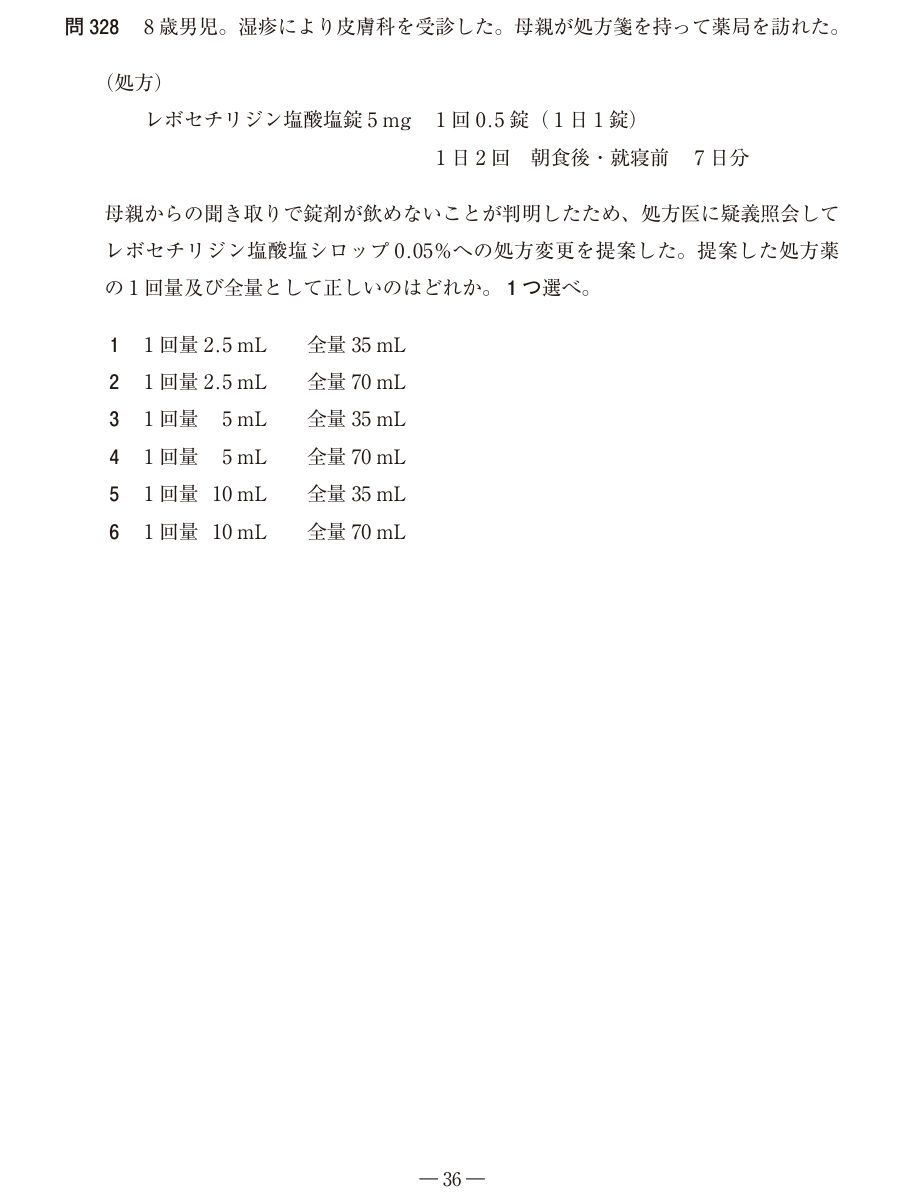 問 328 8歳男児。湿疹により皮膚科を受診した。母親が処方箋を持って薬局を訪れた。
（処方）
レボセチリジン塩酸塩錠5mg 1回0.5錠（1日1錠）
1日2回 朝食後・就寝前 7日分
母親からの聞き取りで錠剤が飲めないことが判明したため、処方医に疑義照会して
レボセチリジン塩酸塩シロップ0.05%への処方変更を提案した。提案した処方薬
の1回量及び全量として正しいのはどれか。1つ選べ。
1 1回量 2.5 mL 全量 35 mL
2 1回量 2.5 mL 全量 70 mL
3 1回量 5 mL 全量 35 mL
4 1回量 5 mL 全量 70 mL
5 1回量 10 mL 全量 35 mL
6 1回量 10 mL 全量 70 mL
— 36 —